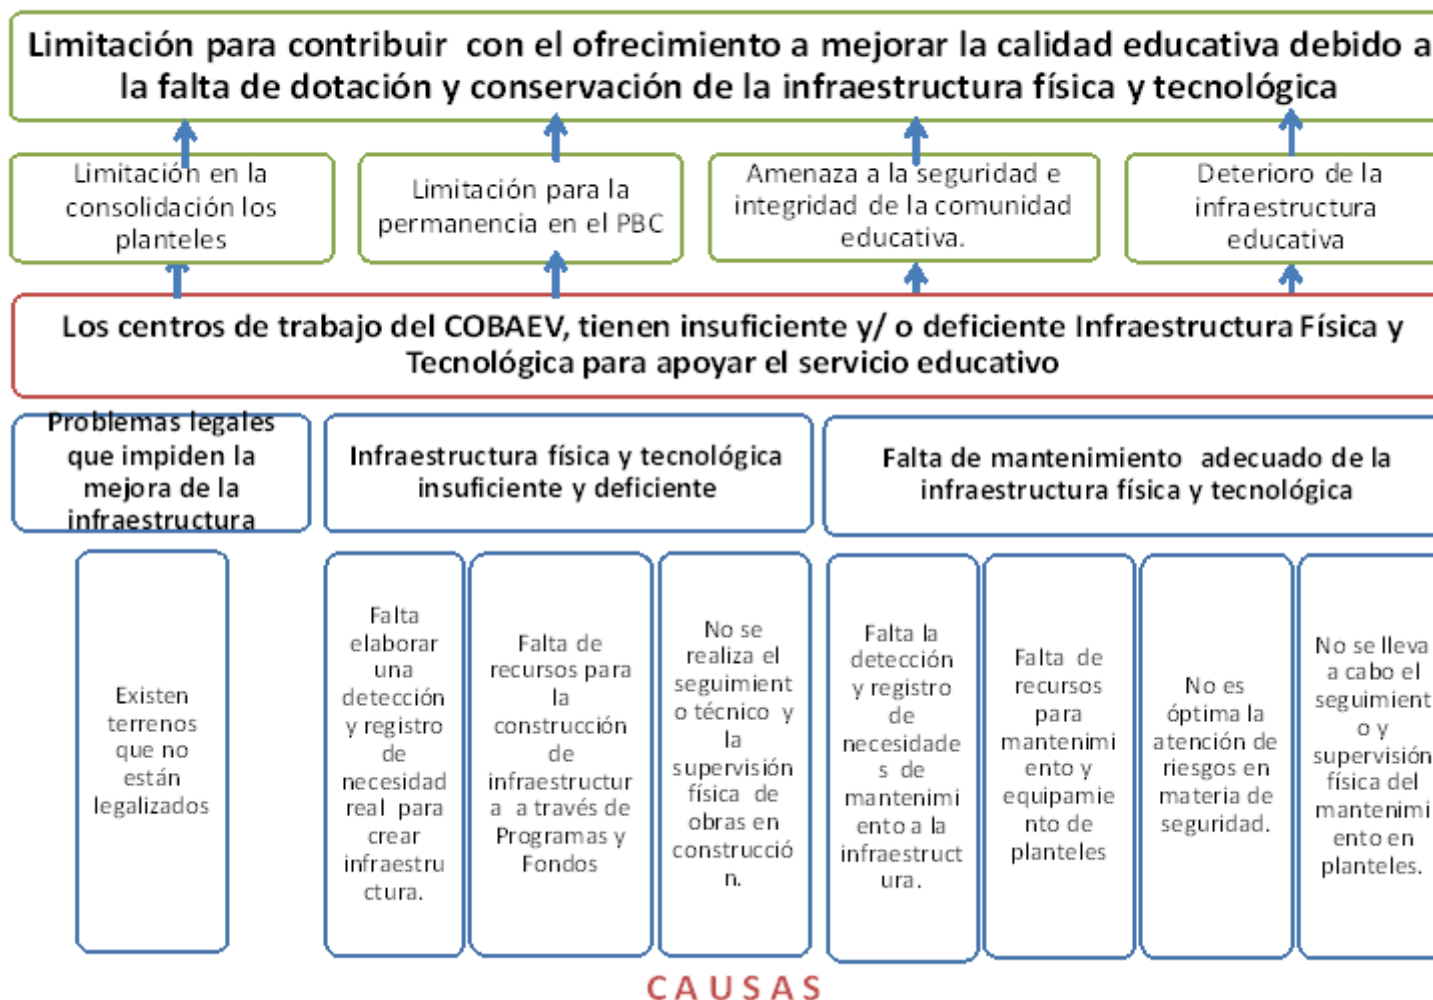 Limitación para contribuir con el ofrecimiento a mejorar la calidad educativa debido a
la falta de dotación y conservación de la infraestructura física y tecnológica
Limitación en la
consolidación los
planteles
Limitación para la
permanencia en el PBC
Amenaza a la seguridad e
integridad de la comunidad
educativa.
Deterioro de la
infraestructura
educativa
Los centros de trabajo del COBAEV, tienen insuficiente y/ o deficiente Infraestructura Física y
Tecnológica para apoyar el servicio educativo
Problemas legales
que impiden la
mejora de la
infraestructura
Infraestructura física y tecnológica
insuficiente y deficiente
Falta de mantenimiento adecuado de la
infraestructura física y tecnológica
Existen
terrenos
que no
están
legalizados
Falta
elaborar
una
detección
y registro
de
necesidad
real para
crear
infraestru
ctura.
Falta de
recursos para
la
construcción
de
infraestructur
a a través de
Programas y
Fondos
No se
realiza el
seguimient
o técnico y
la
supervisión
física de
obras en
construcció
n.
Falta la
detección
y registro
de
necesidade
s de
mantenimi
ento a la
infraestruct
ura.
Falta de
recursos
para
mantenimi
ento y
equipamie
nto de
planteles
No es
óptima la
atención de
riesgos en
materia de
seguridad.
No se lleva
a cabo el
seguimient
o y
supervisión
física del
mantenimi
ento en
planteles.
CAUSAS